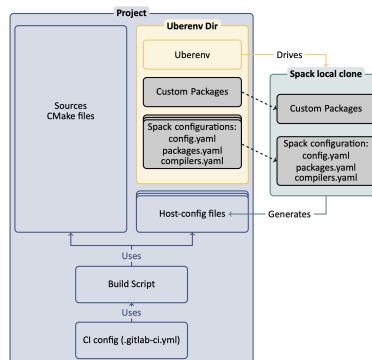 Project
Uberenv Dir
Uberenv
Drives
Spack local clone
Sources
CMake files
Custom Packages
Custom Packages
Spack configurations:
config.yaml
packages.yaml
compilers.yaml
Spack configuration:
config.yaml
packages.yaml
compilers.yaml
Host-config files
Generates
Uses
Build Script
Uses
CI config (.gitlab-ci.yml)